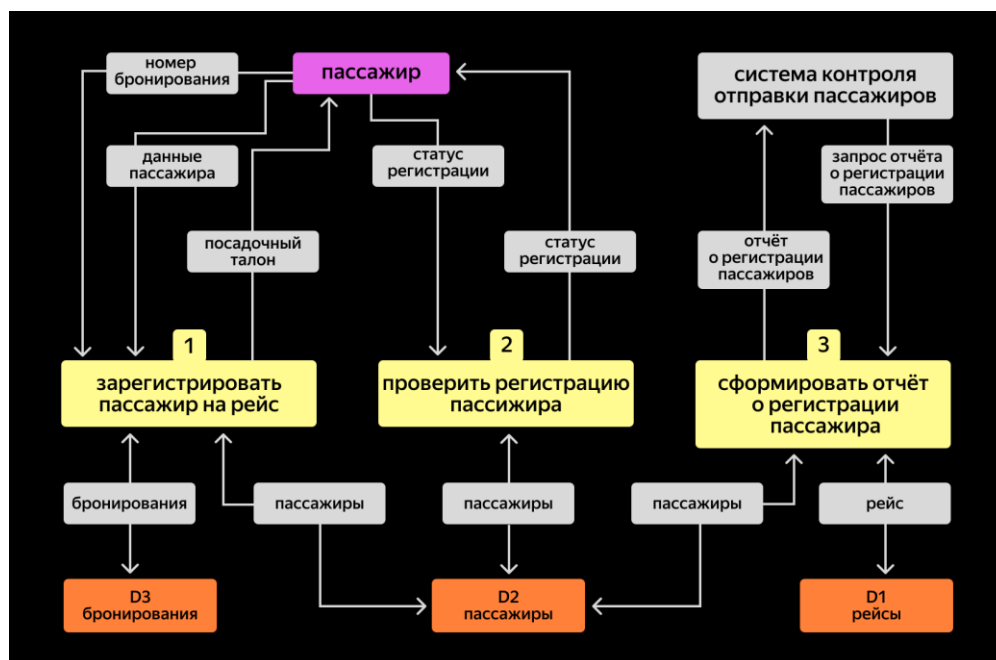 номер
бронирования
пассажир
система контроля
отправки пассажиров
данные
пассажира
статус
регистрации
запрос отчёта
о регистрации
пассажиров
посадочный
талон
статус
регистрации
отчёт
о регистрации
пассажиров
1
зарегистрировать
пассажир на рейс
2
проверить регистрацию
пассижира
3
сформировать отчёт
о регистрации
пассажира
бронирования
пассажиры
пассажиры
пассажиры
рейс
D3
бронирования
D2
пассажиры
D1
рейсы